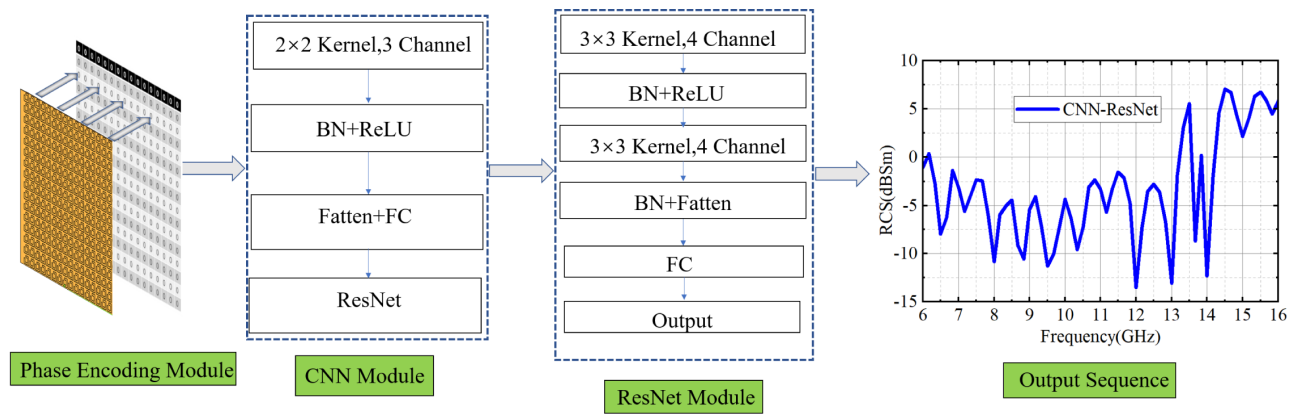 2×2 Kernel,3 Channel
BN+ReLU
Fatten+FC
ResNet
3×3 Kernel,4 Channel
BN+ReLU
3×3 Kernel,4 Channel
BN+Fatten
FC
Output
10
5
0
-5
-10
-15
RCS(dBSm)
CNN-ResNet
6 7 8 9 10 11 12 13 14 15 16
Frequency(GHz)
Phase Encoding Module
CNN Module
ResNet Module
Output Sequence